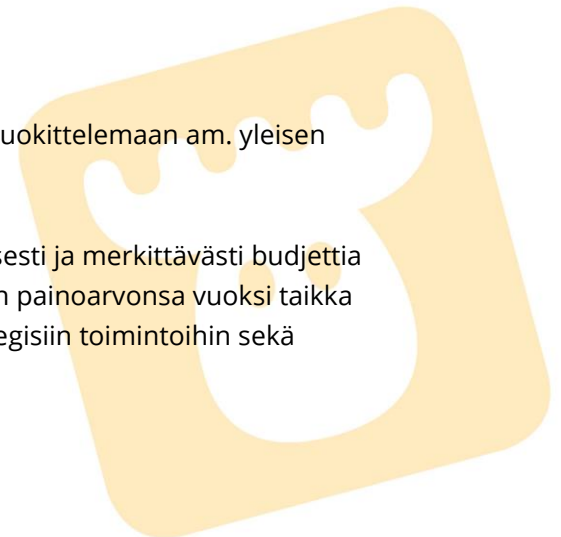 uokittelemaan am. yleisen
sesti ja merkittävästi budjettia
n painoarvonsa vuoksi taikka
egisiin toimintoihin sekä